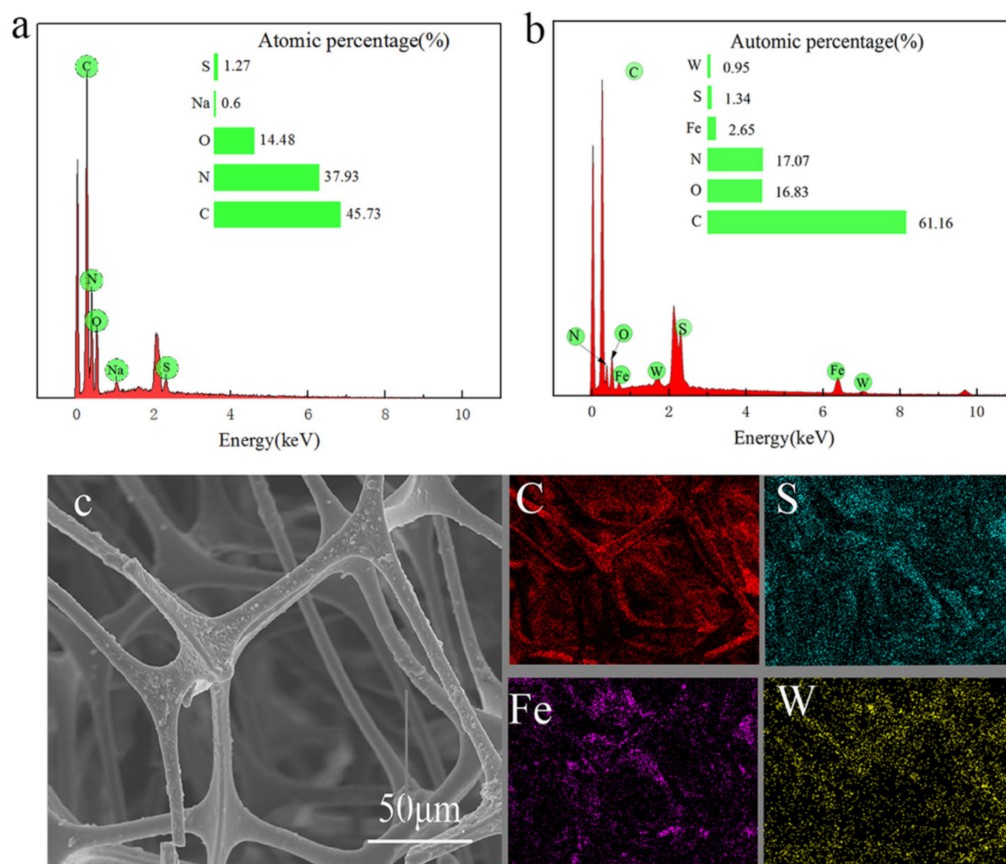 a
Atomic percentage(%)
C
S 1.27
Na 0.6
O 14.48
N 37.93
C 45.73
N
O
Na
S
0 2 4 6 8 10
Energy(keV)
b
Automic percentage(%)
C
W 0.95
S 1.34
Fe 2.65
N 17.07
O 16.83
C 61.16
N
O
S
Fe
W
Fe
W
0 2 4 6 8 10
Energy(keV)
c
50μm
C
S
Fe
W